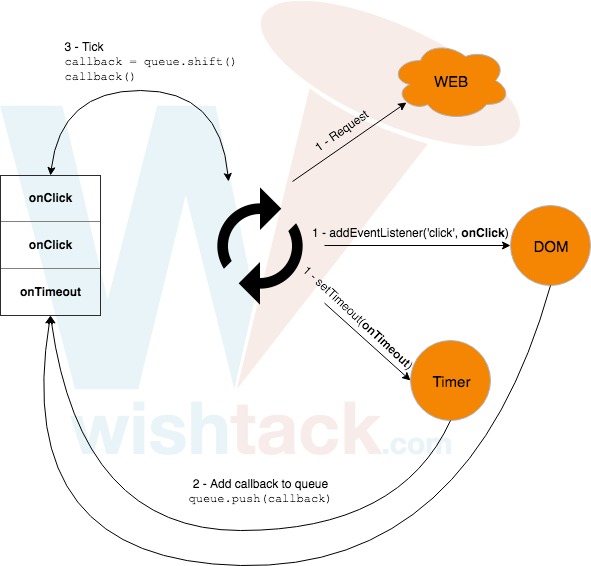 3 - Tick
callback = queue.shift()
callback()
WEB
1 - Request
onClick
onClick
onTimeout
1 - addEventListener('click', onClick)
DOM
1 - setTimeout(onTimeout)
Timer
wishtack.com
2 - Add callback to queue
queue.push(callback)